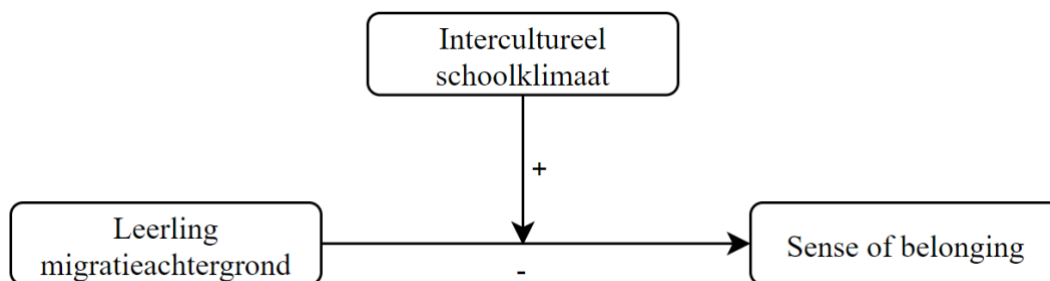 Intercultureel
schoolklimaat
+
Leerling
migratieachtergrond
-
Sense of belonging